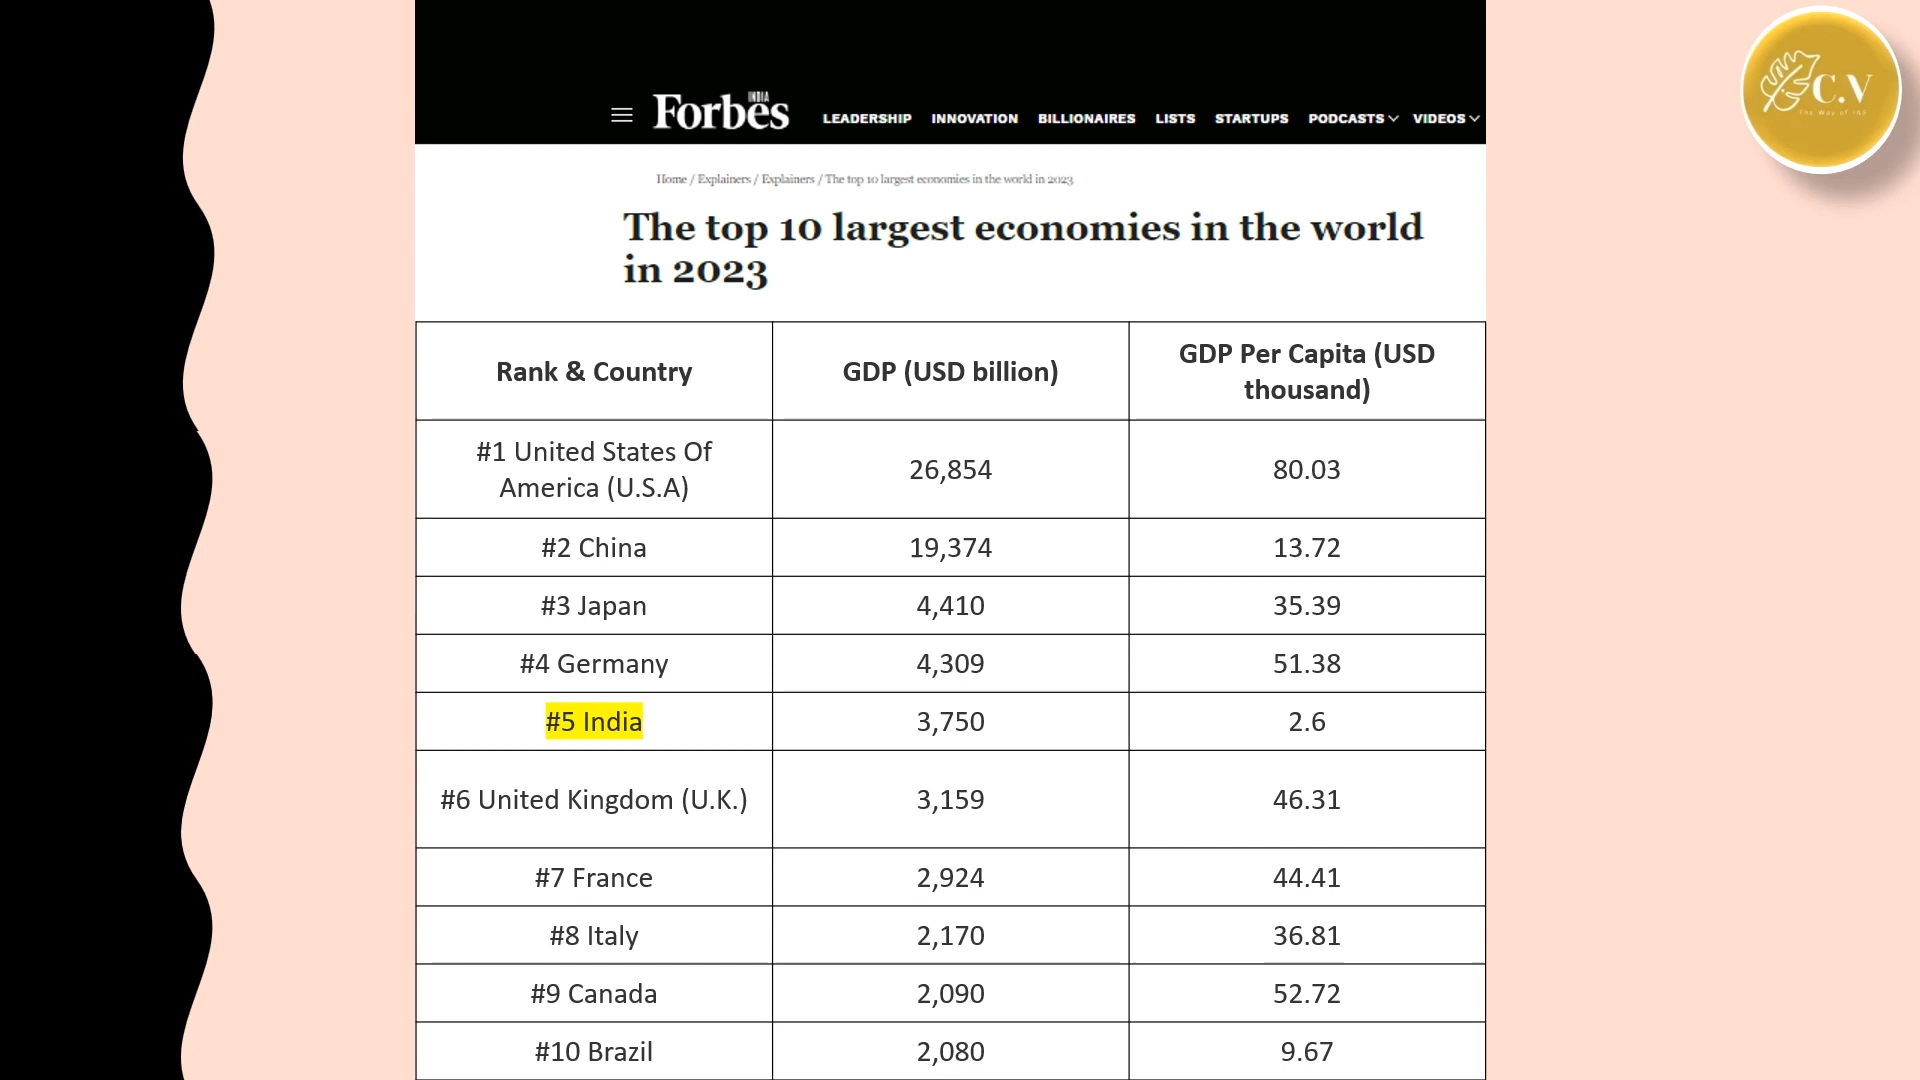 C.V
The Way of IAS
INDIA
Forbes
LEADERSHIP INNOVATION BILLIONAIRES LISTS STARTUPS PODCASTS VIDEOS
Home / Explainers / Explainers / The top 10 largest economies in the world in 2023
The top 10 largest economies in the world
in 2023
Rank & Country GDP (USD billion) GDP Per Capita (USD
thousand)
#1 United States Of
America (U.S.A) 26,854 80.03
#2 China 19,374 13.72
#3 Japan 4,410 35.39
#4 Germany 4,309 51.38
#5 India 3,750 2.6
#6 United Kingdom (U.K.) 3,159 46.31
#7 France 2,924 44.41
#8 Italy 2,170 36.81
#9 Canada 2,090 52.72
#10 Brazil 2,080 9.67